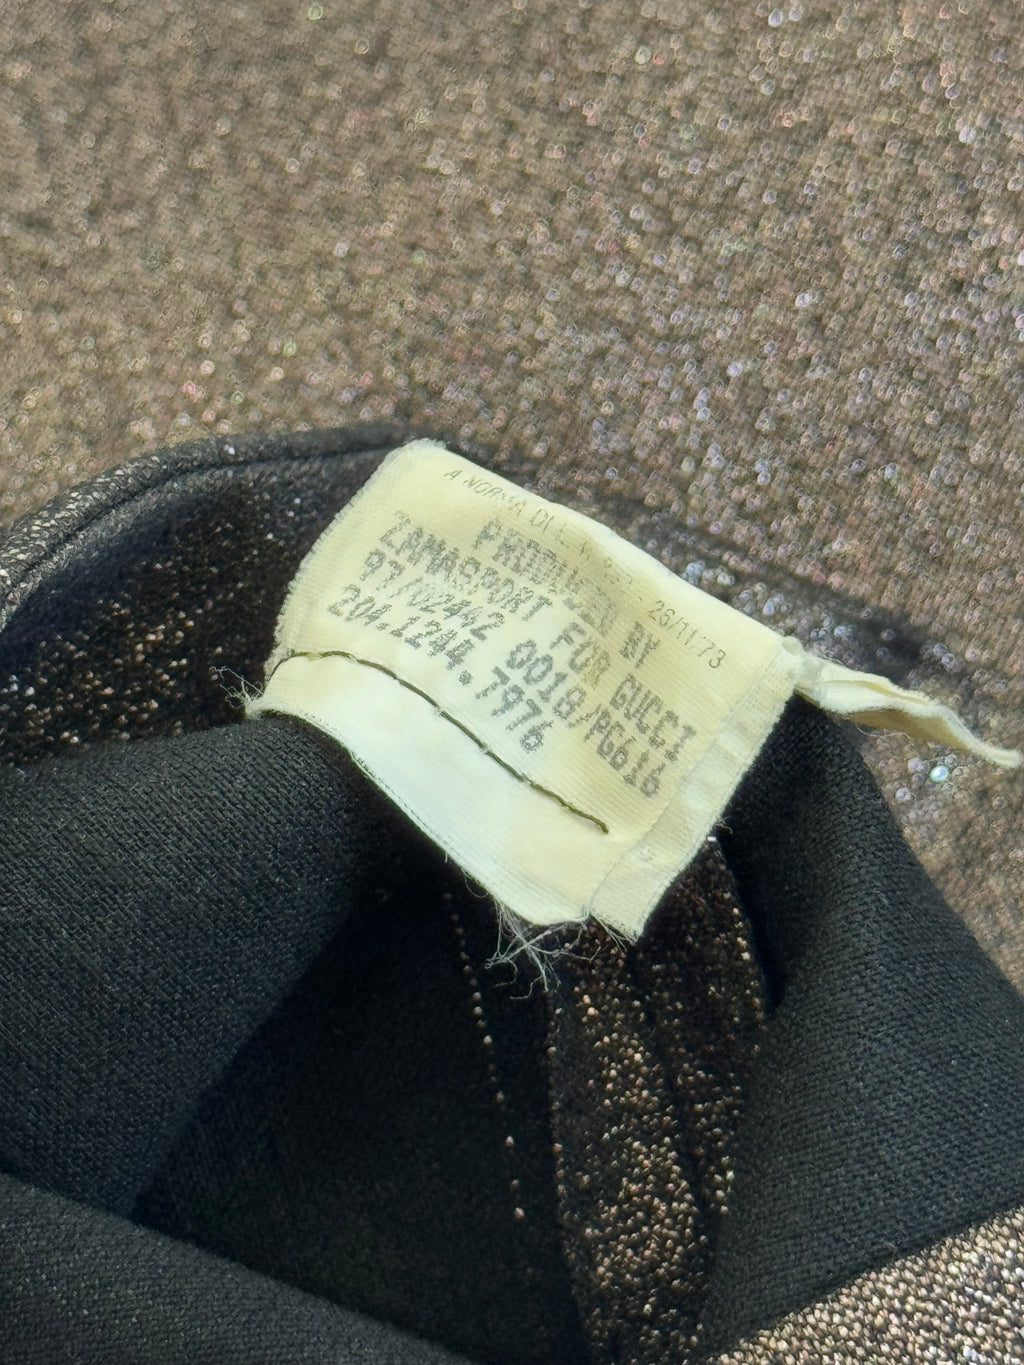 A NORMA DI L. N. 883 - 26/11.73
PRODUCED BY
ZAMASPORT FOR GUCCI
97/02442 0018/PG616
204.1244.7976